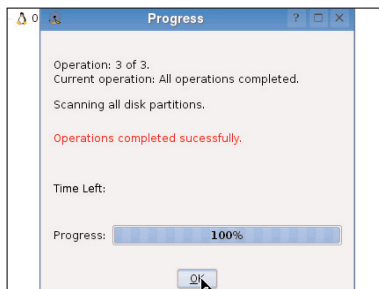 0
Progress
Operation: 3 of 3.
Current operation: All operations completed.
Scanning all disk partitions.
Operations completed sucessfully.
Time Left:
Progress: 100%
OK